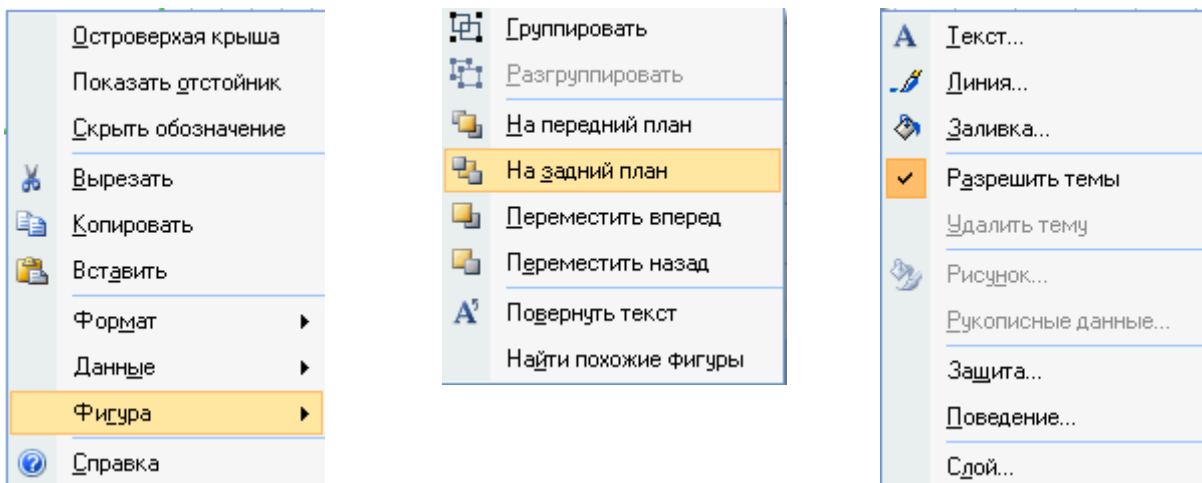 Островерхая крыша
Показать отстойник
Скрыть обозначение
Вырезать
Копировать
Вставить
Формат
Данные
Фигура
Справка
Группировать
Разгруппировать
На передний план
На задний план
Переместить вперед
Переместить назад
Повернуть текст
Найти похожие фигуры
Текст...
Линия...
Заливка...
Разрешить темы
Удалить тему
Рисунок...
Рукописные данные...
Защита...
Поведение...
Слой...